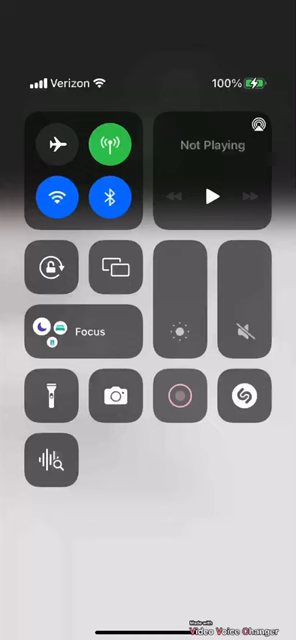 Verizon 100%
Not Playing
Focus
Made with
Video Voice Changer